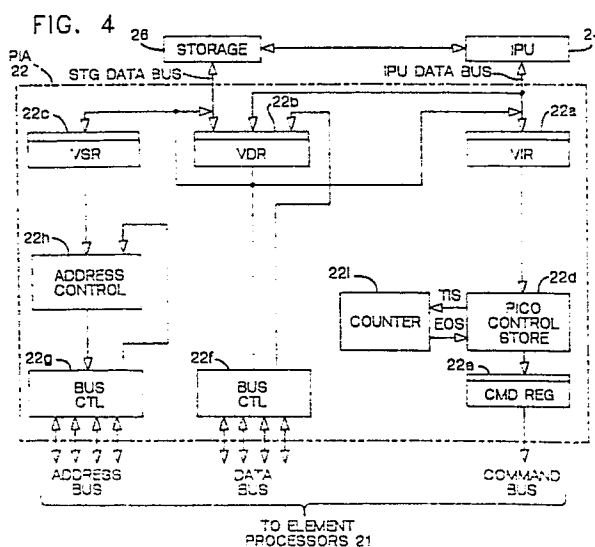 FIG. 4
26
STORAGE
IPU
PIA
22
STG DATA BUS
IPU DATA BUS
22c
22b
22a
VSR
VDR
VIR
22h
ADDRESS
CONTROL
22i
COUNTER
TIS
EOS
22d
PICO
CONTROL
STORE
22g
BUS
CTL
22f
BUS
CTL
22e
CMD REG
ADDRESS
BUS
DATA
BUS
COMMAND
BUS
TO ELEMENT
PROCESSORS 21